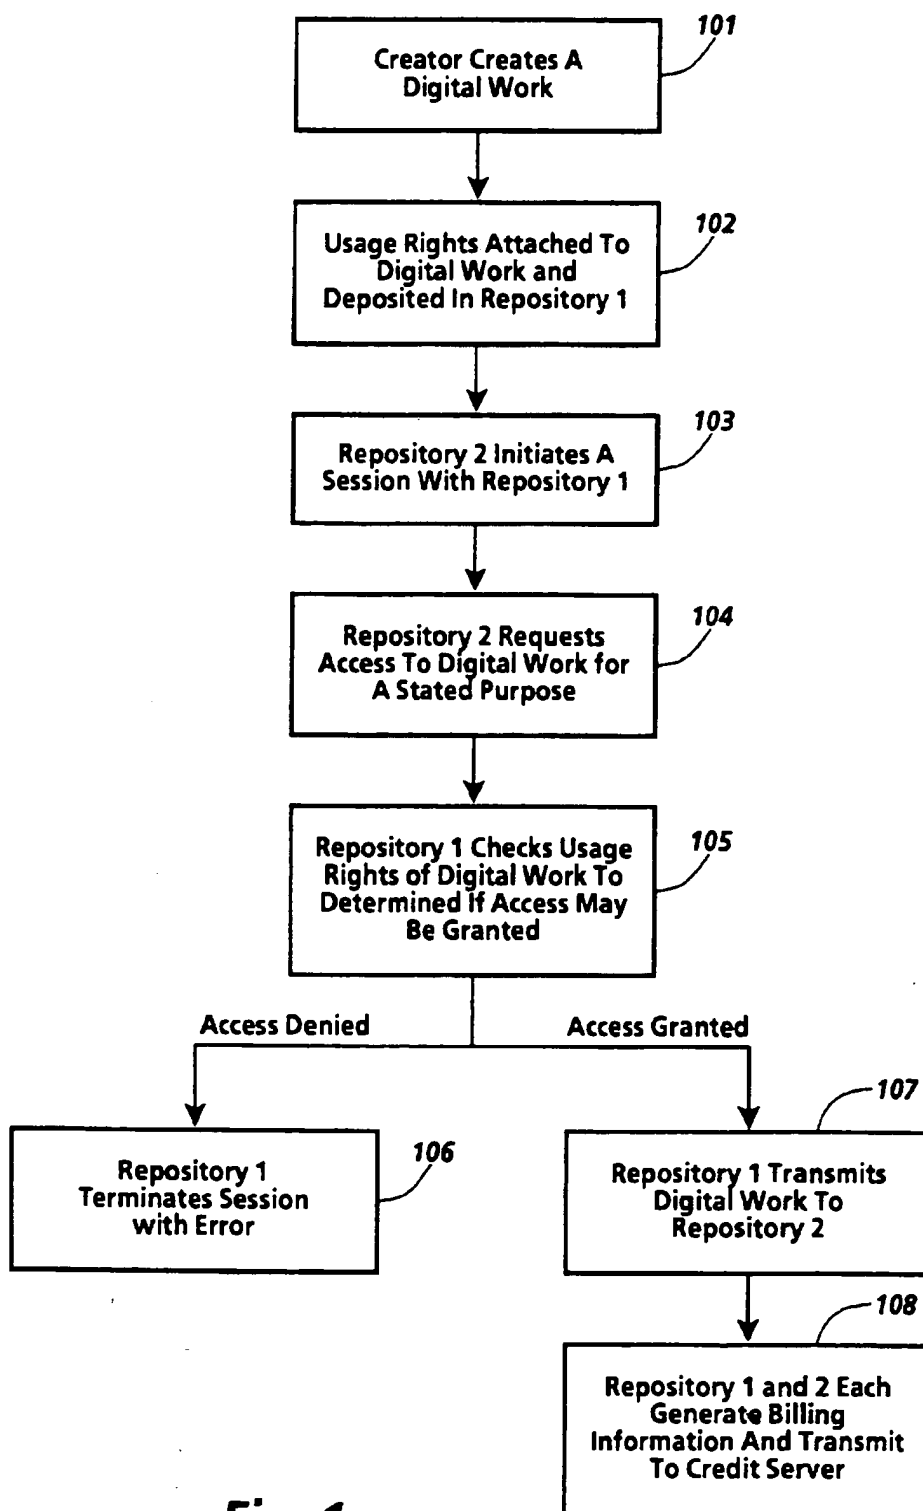 101
Creator Creates A
Digital Work
102
Usage Rights Attached To
Digital Work and
Deposited In Repository 1
103
Repository 2 Initiates A
Session With Repository 1
104
Repository 2 Requests
Access To Digital Work for
A Stated Purpose
105
Repository 1 Checks Usage
Rights of Digital Work To
Determined If Access May
Be Granted
Access Denied
Access Granted
106
Repository 1
Terminates Session
with Error
107
Repository 1 Transmits
Digital Work To
Repository 2
108
Repository 1 and 2 Each
Generate Billing
Information And Transmit
To Credit Server
Fig. 1